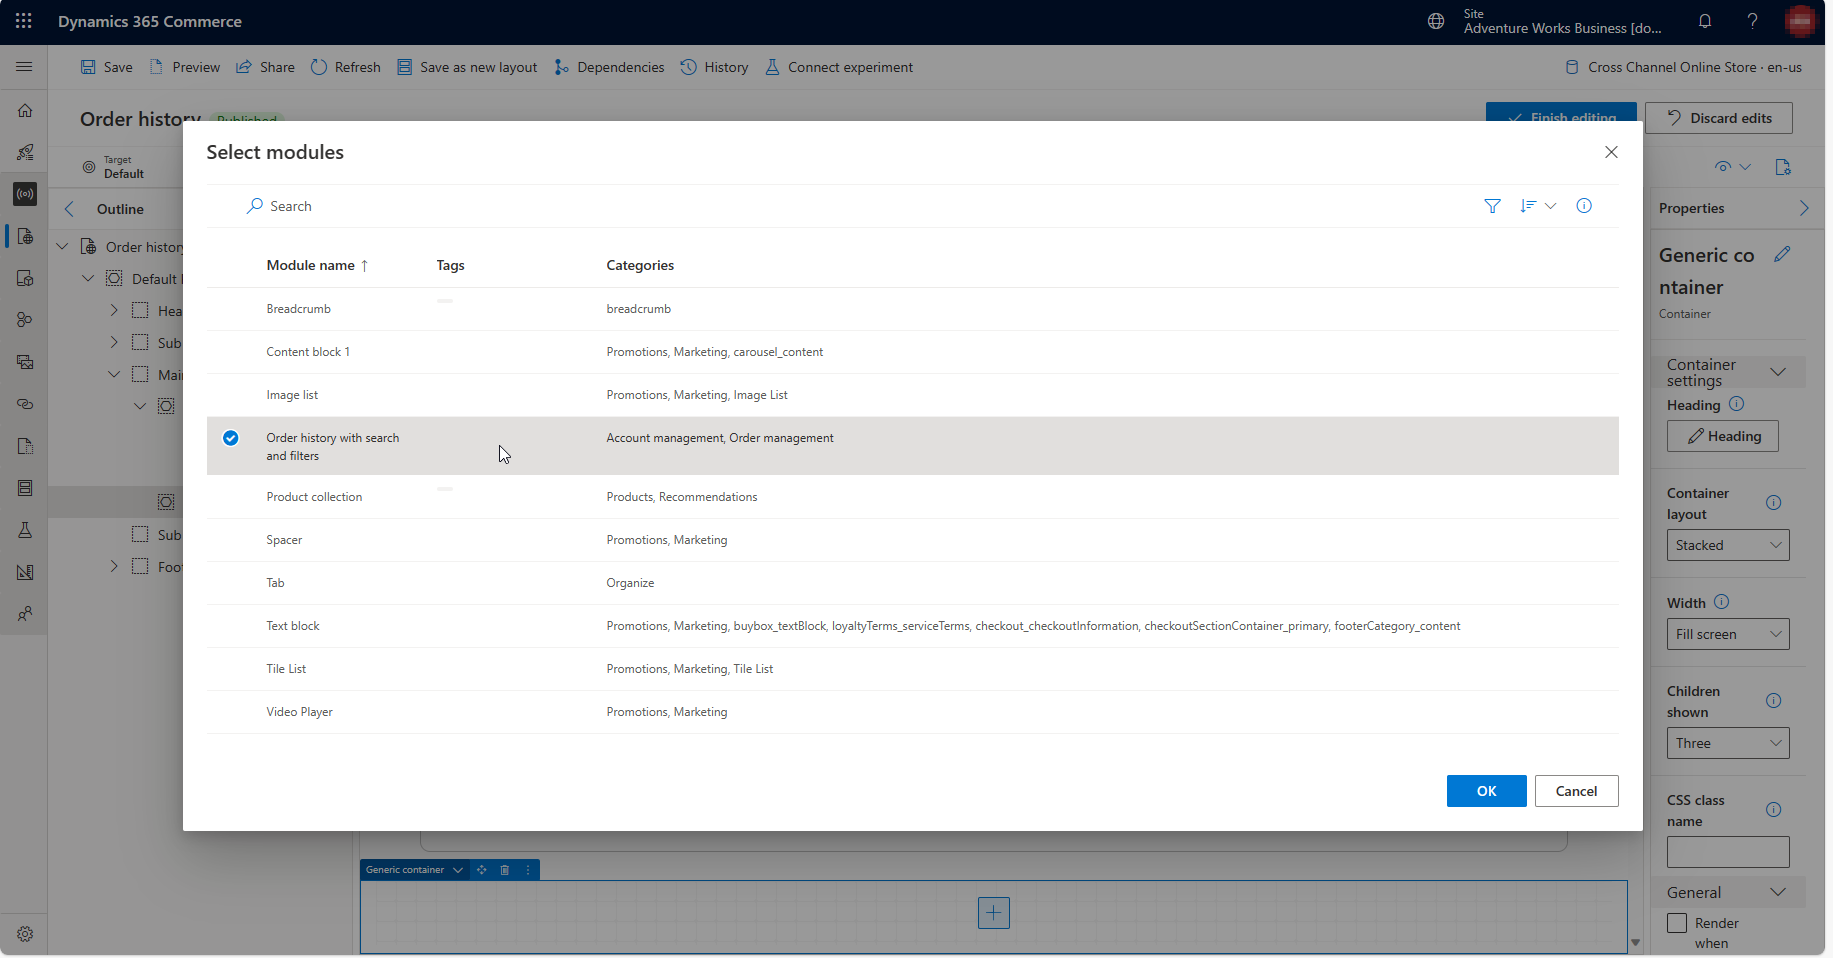 Dynamics 365 Commerce
Site
Adventure Works Business [do...
Save
Preview
Share
Refresh
Save as new layout
Dependencies
History
Connect experiment
Cross Channel Online Store · en-us
Order history
Published
Finish editing
Discard edits
Target
Default
Outline
Order history
Default
Hea
Sub
Mai
Sub
Foo
Select modules
Search
Module name ↑ Tags Categories
Breadcrumb breadcrumb
Content block 1 Promotions, Marketing, carousel_content
Image list Promotions, Marketing, Image List
Order history with search Account management, Order management
and filters
Product collection Products, Recommendations
Spacer Promotions, Marketing
Tab Organize
Text block Promotions, Marketing, buybox_textBlock, loyaltyTerms_serviceTerms, checkout_checkoutInformation, checkoutSectionContainer_primary, footerCategory_content
Tile List Promotions, Marketing, Tile List
Video Player Promotions, Marketing
OK
Cancel
Generic container
Properties
Generic co
ntainer
Container
Container
settings
Heading
Heading
Container
layout
Stacked
Width
Fill screen
Children
shown
Three
CSS class
name
General
Render
when